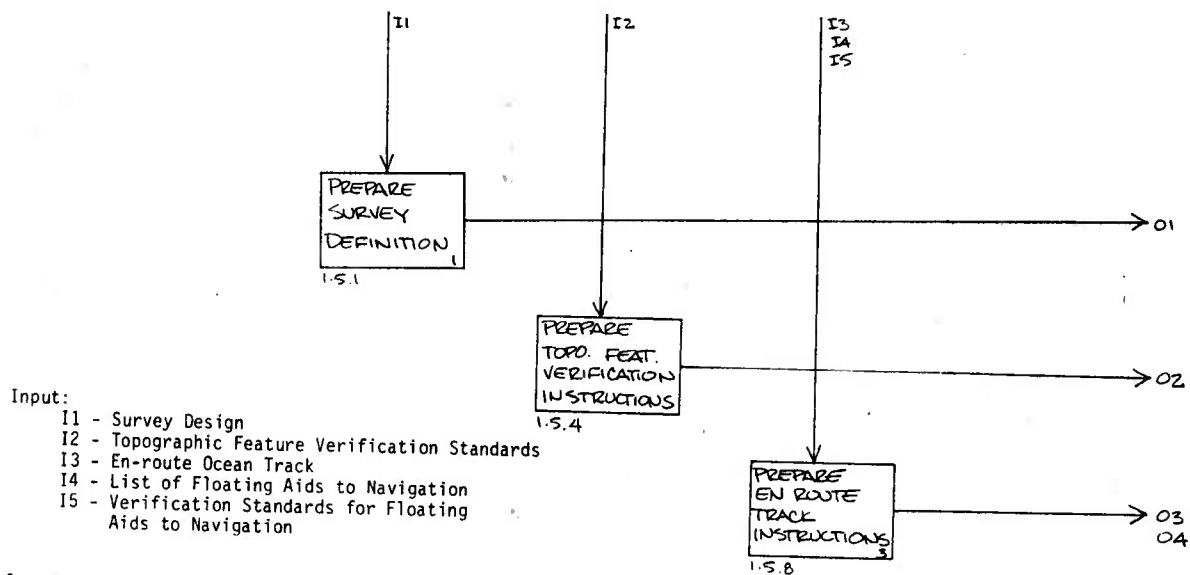 I1
I2
I3
I4
I5
PREPARE
SURVEY
DEFINITION 1
1.5.1
O1
PREPARE
TOPO. FEAT.
VERIFICATION
INSTRUCTIONS
1.5.4
O2
PREPARE
EN ROUTE
TRACK
INSTRUCTIONS 3
1.5.8
O3
O4
Input:
I1 - Survey Design
I2 - Topographic Feature Verification Standards
I3 - En-route Ocean Track
I4 - List of Floating Aids to Navigation
I5 - Verification Standards for Floating
Aids to Navigation